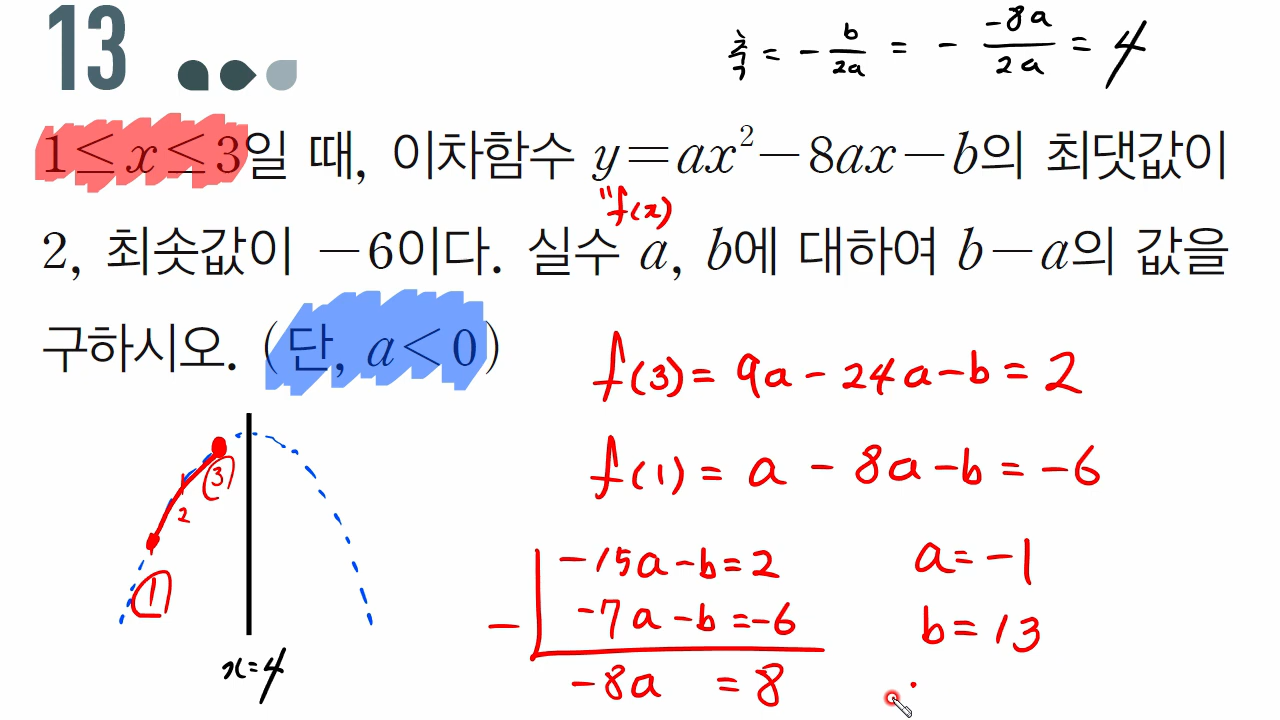 13
축 = - b/2a = - -8a/2a = 4
1≤x≤3일 때, 이차함수 y=ax²-8ax-b의 최댓값이
"f(x)
2, 최솟값이 -6이다. 실수 a, b에 대하여 b-a의 값을
구하시오. (단, a<0)
f(3) = 9a - 24a - b = 2
f(1) = a - 8a - b = -6
3
2
1
x=4
-15a - b = 2
- -7a - b = -6
-8a = 8
a = -1
b = 13